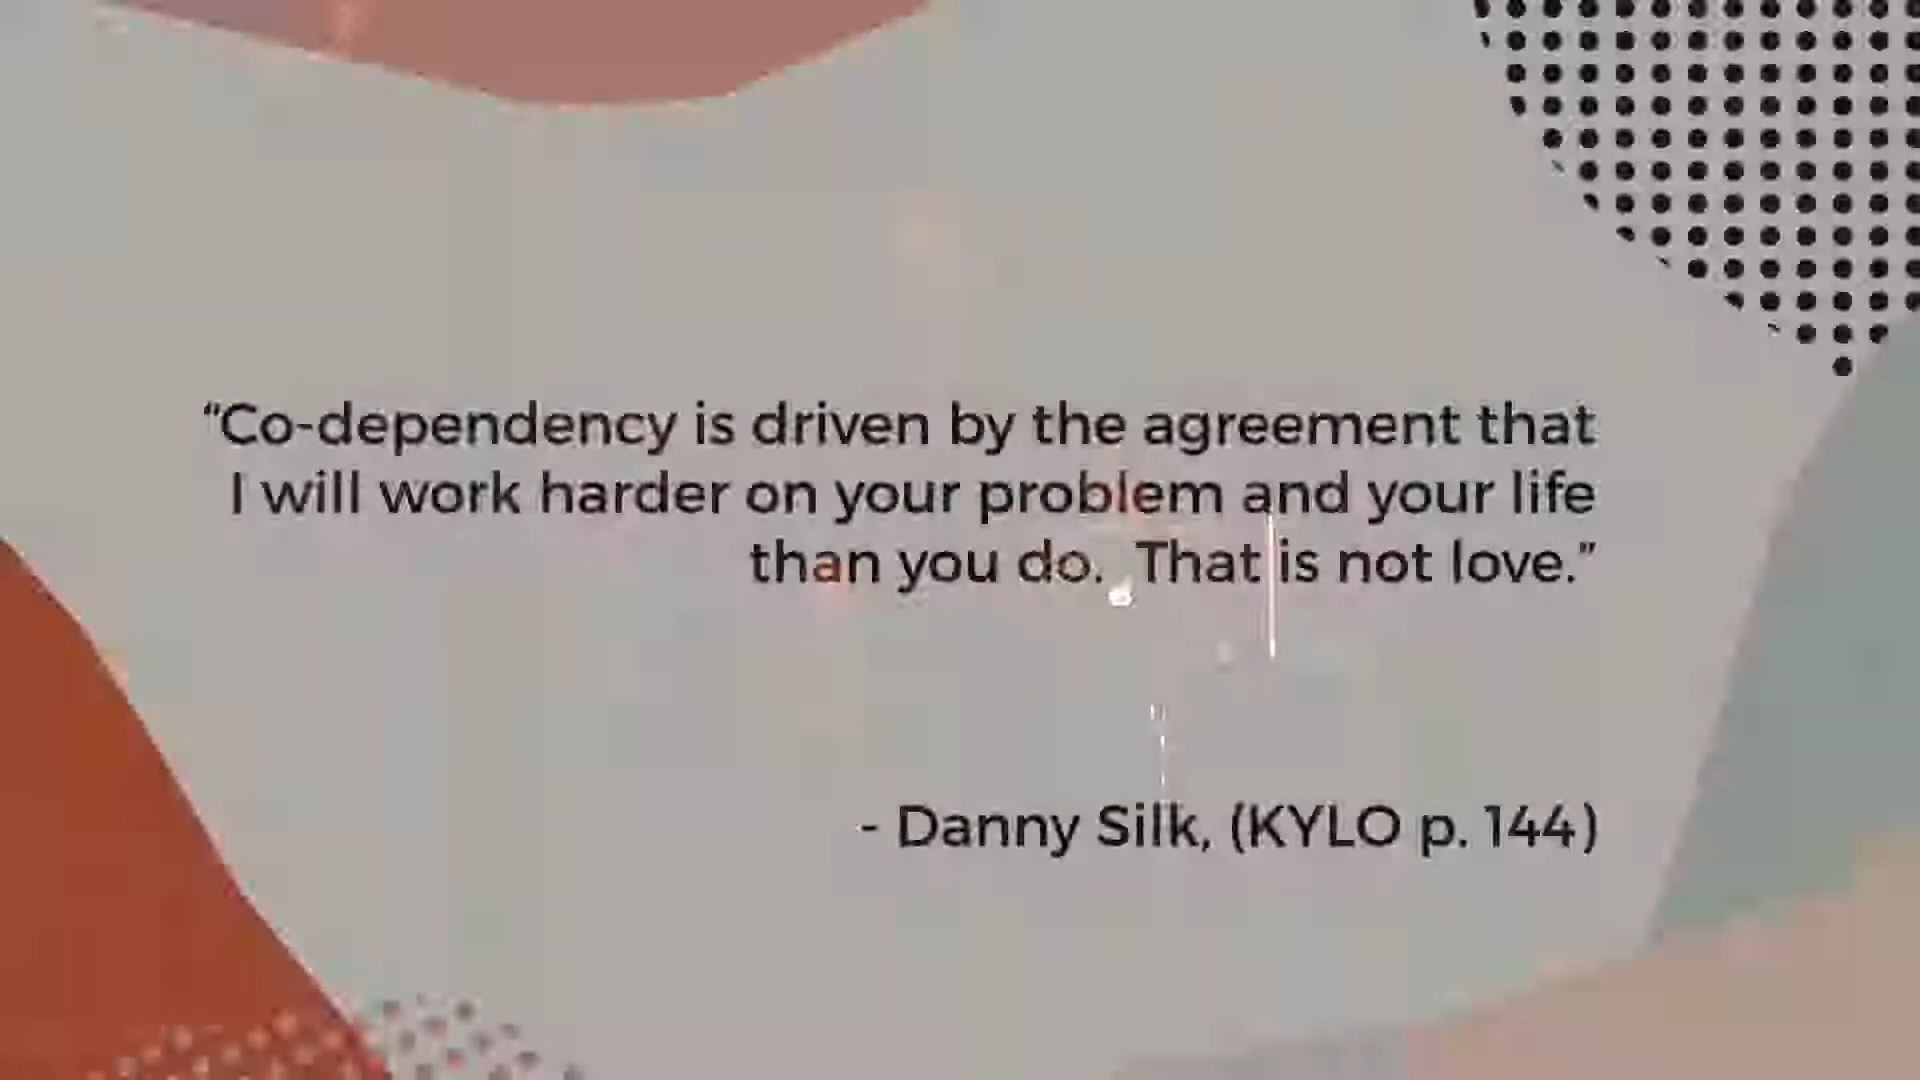 “Co-dependency is driven by the agreement that
I will work harder on your problem and your life
than you do.  That is not love.”
- Danny Silk, (KYLO p. 144)